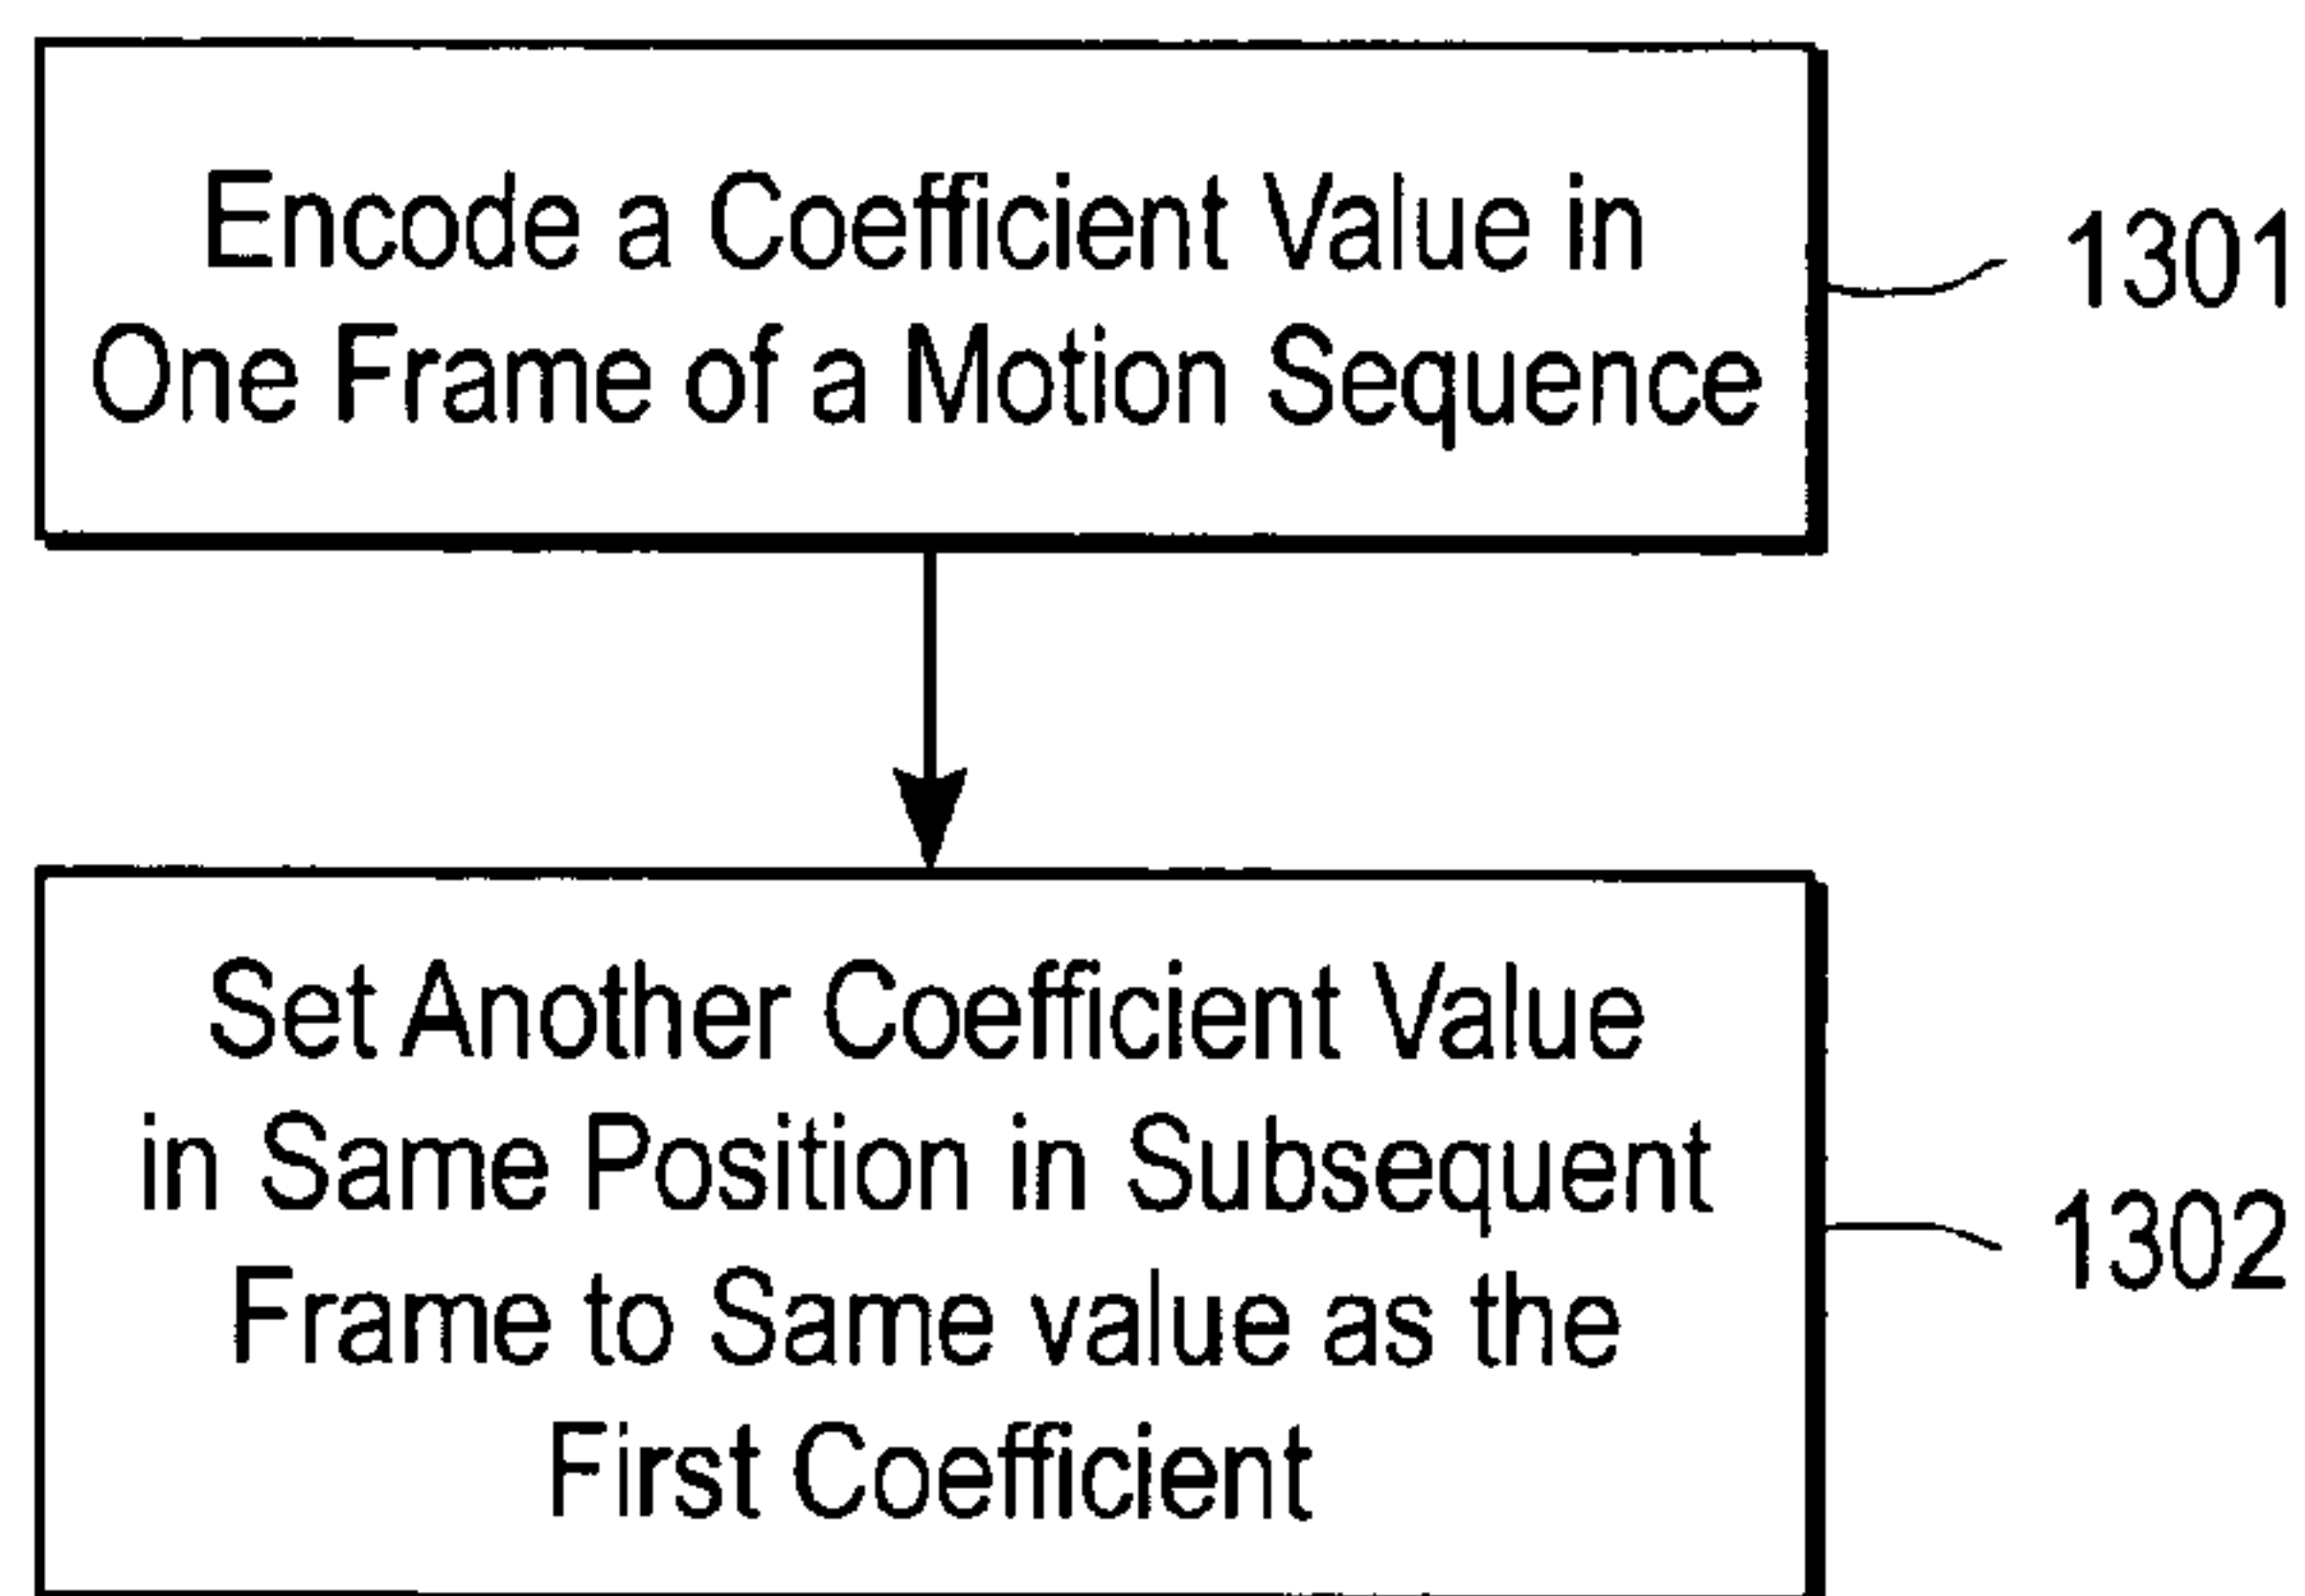 Encode a Coefficient Value in
One Frame of a Motion Sequence
1301
Set Another Coefficient Value
in Same Position in Subsequent
Frame to Same value as the
First Coefficient
1302